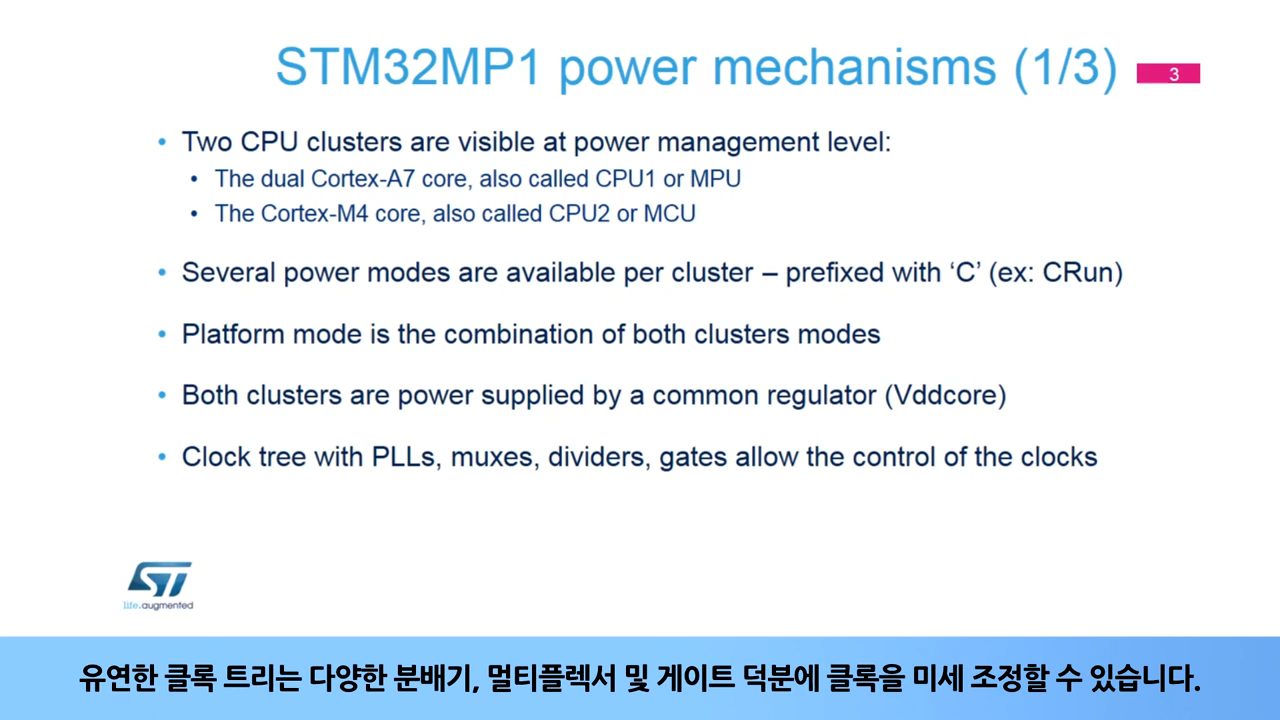 STM32MP1 power mechanisms (1/3)
3
• Two CPU clusters are visible at power management level:
• The dual Cortex-A7 core, also called CPU1 or MPU
• The Cortex-M4 core, also called CPU2 or MCU
• Several power modes are available per cluster – prefixed with ‘C’ (ex: CRun)
• Platform mode is the combination of both clusters modes
• Both clusters are power supplied by a common regulator (Vddcore)
• Clock tree with PLLs, muxes, dividers, gates allow the control of the clocks
ST
life.augmented
유연한 클록 트리는 다양한 분배기, 멀티플렉서 및 게이트 덕분에 클록을 미세 조정할 수 있습니다.